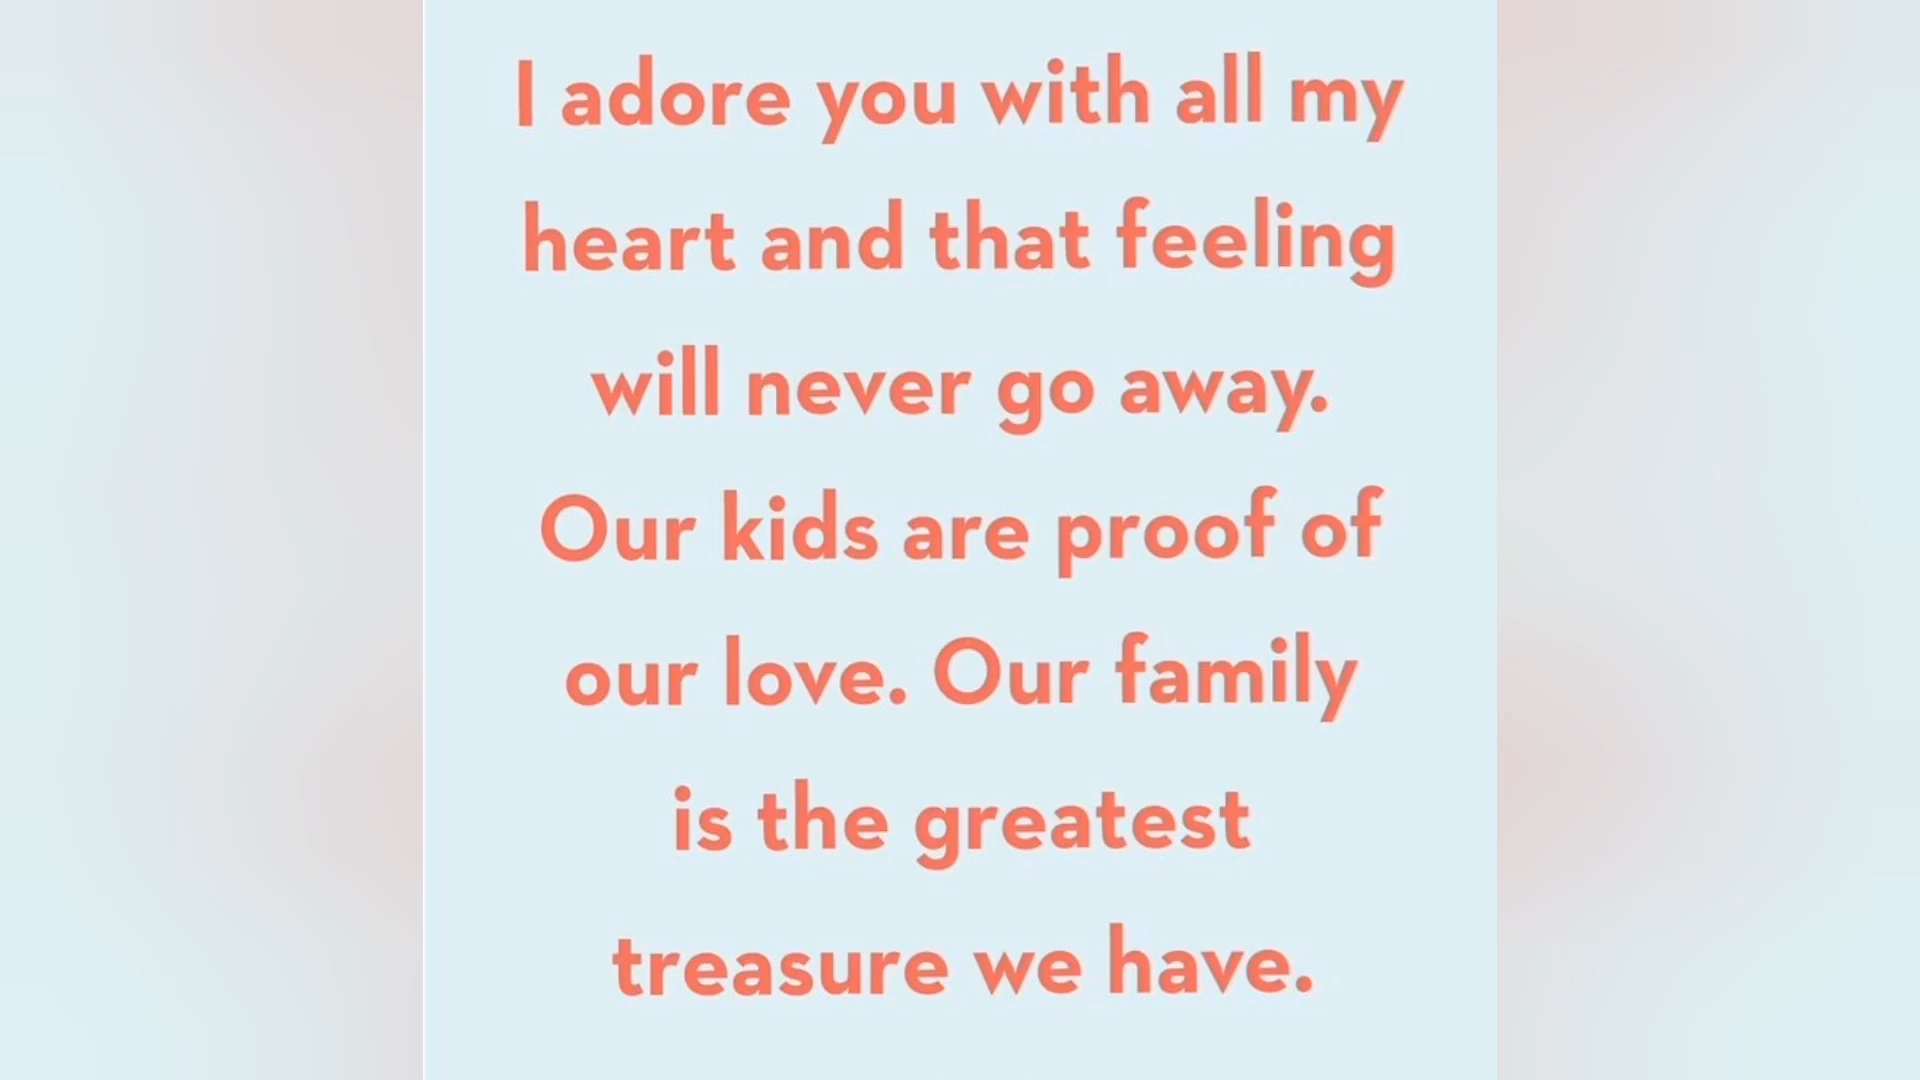 I adore you with all my
heart and that feeling
will never go away.
Our kids are proof of
our love. Our family
is the greatest
treasure we have.